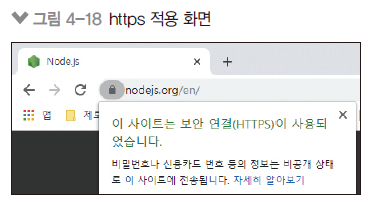 그림 4-18 https 적용 화면
Node.js
nodejs.org/en/
앱
이 사이트는 보안 연결(HTTPS)이 사용되
었습니다.
비밀번호나 신용카드 번호 등의 정보는 비공개 상태
로 이 사이트에 전송됩니다. 자세히 알아보기